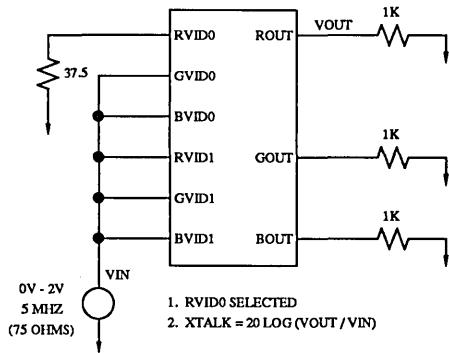 1K
RVID0
ROUT
VOUT
37.5
GVID0
BVID0
1K
RVID1
GOUT
GVID1
1K
BVID1
BOUT
VIN
0V - 2V
5 MHZ
(75 OHMS)
1. RVID0 SELECTED
2. XTALK = 20 LOG (VOUT / VIN)